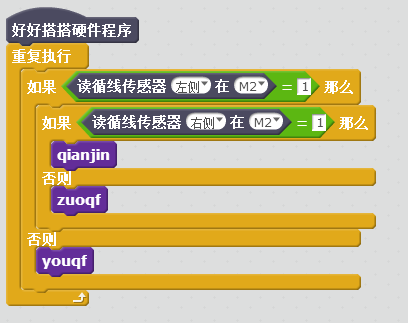 好好搭搭硬件程序
重复执行
如果 读循线传感器 左侧 在 M2 = 1 那么
如果 读循线传感器 右侧 在 M2 = 1 那么
qianjin
否则
zuoqf
否则
youqf